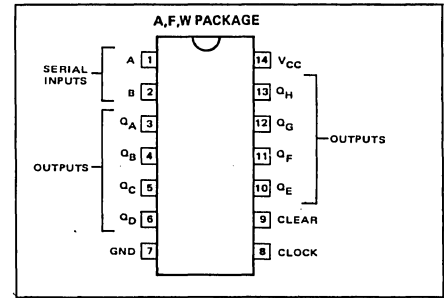 A,F,W PACKAGE
SERIAL INPUTS
A 1
B 2
OUTPUTS
QA 3
QB 4
QC 5
QD 6
GND 7
14 VCC
13 QH
12 QG
11 QF
10 QE
OUTPUTS
9 CLEAR
8 CLOCK